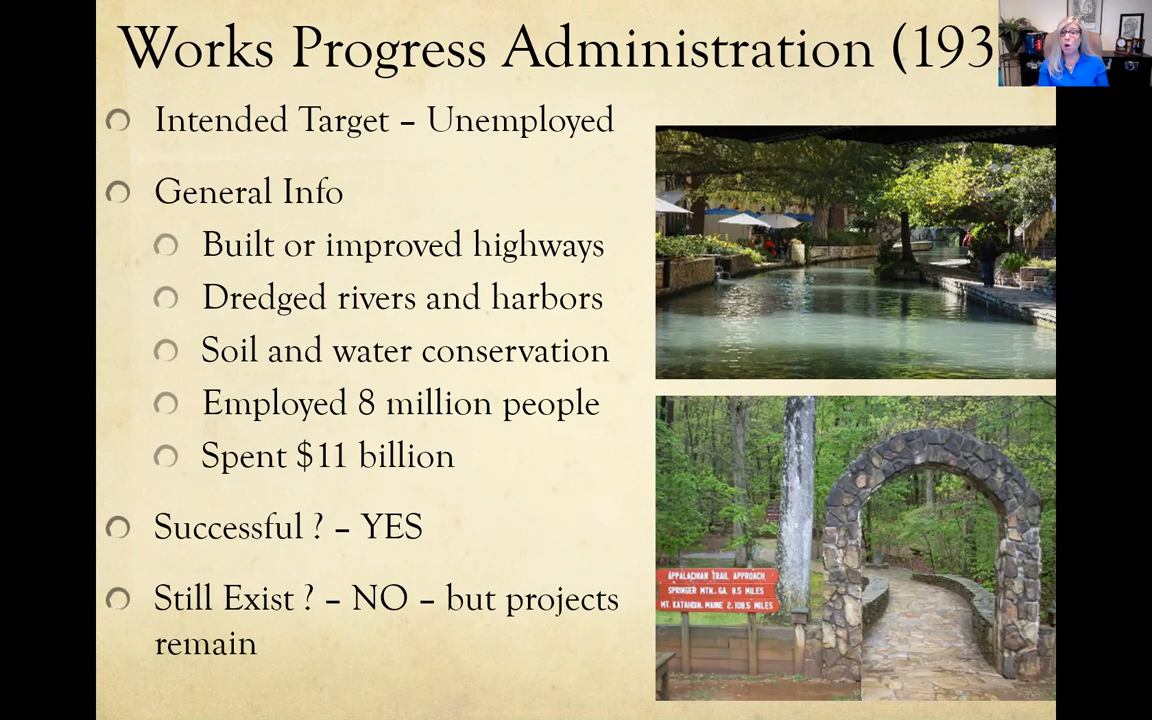 Works Progress Administration (193
Intended Target – Unemployed
General Info
Built or improved highways
Dredged rivers and harbors
Soil and water conservation
Employed 8 million people
Spent $11 billion
Successful ? – YES
Still Exist ? – NO – but projects
remain
APPALACHIAN TRAIL APPROACH
SPRINGER MTN., GA. 8.5 MILES
MT. KATAHDIN, MAINE 2,108.5 MILES